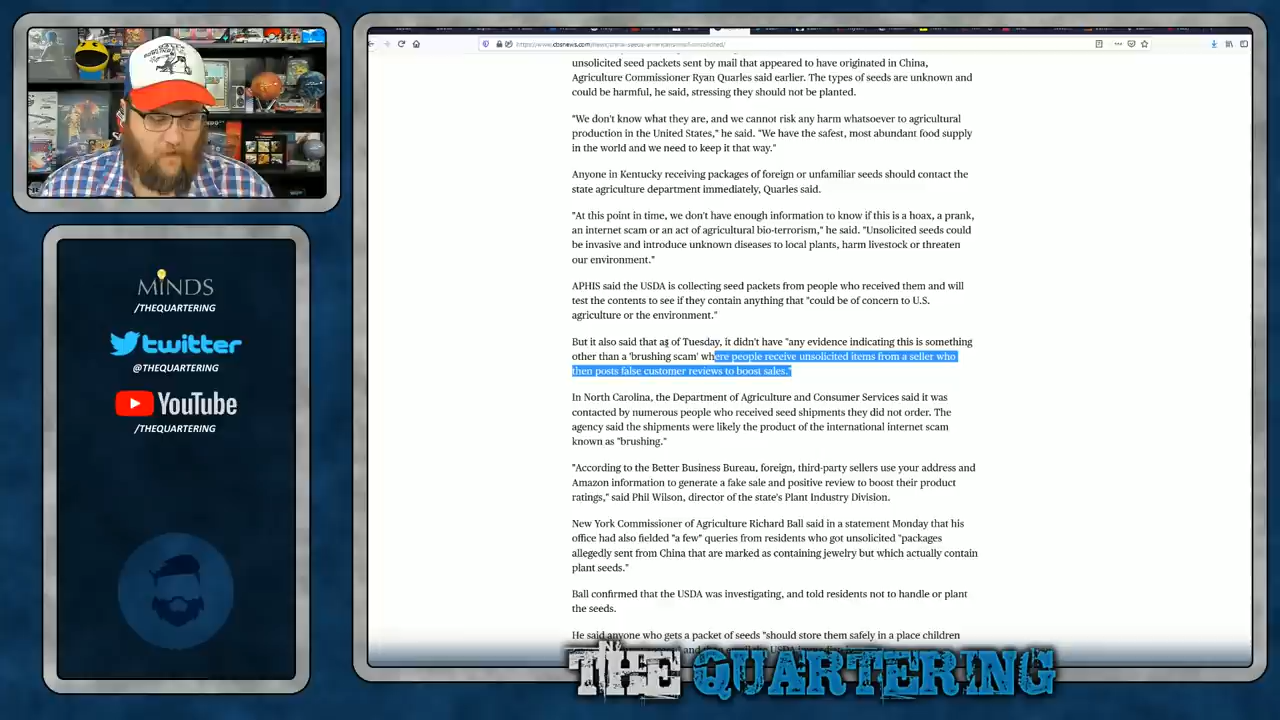 https://www.cbsnews.com/news/
unsolicited seed packets sent by mail that appeared to have originated in China,
Agriculture Commissioner Ryan Quarles said earlier. The types of seeds are unknown and
could be harmful, he said, stressing they should not be planted.
"We don't know what they are, and we cannot risk any harm whatsoever to agricultural
production in the United States," he said. "We have the safest, most abundant food supply
in the world and we need to keep it that way."
Anyone in Kentucky receiving packages of foreign or unfamiliar seeds should contact the
state agriculture department immediately, Quarles said.
"At this point in time, we don't have enough information to know if this is a hoax, a prank,
an internet scam or an act of agricultural bio-terrorism," he said. "Unsolicited seeds could
be invasive and introduce unknown diseases to local plants, harm livestock or threaten
our environment."
APHIS said the USDA is collecting seed packets from people who received them and will
test the contents to see if they contain anything that "could be of concern to U.S.
agriculture or the environment."
But it also said that as of Tuesday, it didn't have "any evidence indicating this is something
other than a 'brushing scam' where people receive unsolicited items from a seller who
then posts false customer reviews to boost sales."
In North Carolina, the Department of Agriculture and Consumer Services said it was
contacted by numerous people who received seed shipments they did not order. The
agency said the shipments were likely the product of the international internet scam
known as "brushing."
"According to the Better Business Bureau, foreign, third-party sellers use your address and
Amazon information to generate a fake sale and positive review to boost their product
ratings," said Phil Wilson, director of the state's Plant Industry Division.
New York Commissioner of Agriculture Richard Ball said in a statement Monday that his
office had also fielded "a few" queries from residents who got unsolicited "packages
allegedly sent from China that are marked as containing jewelry but which actually contain
plant seeds."
Ball confirmed that the USDA was investigating, and told residents not to handle or plant
the seeds.
He said anyone who gets a packet of seeds "should store them safely in a place children
MINDS
/THEQUARTERING
twitter
@THEQUARTERING
YouTube
/THEQUARTERING
THE QUARTERING